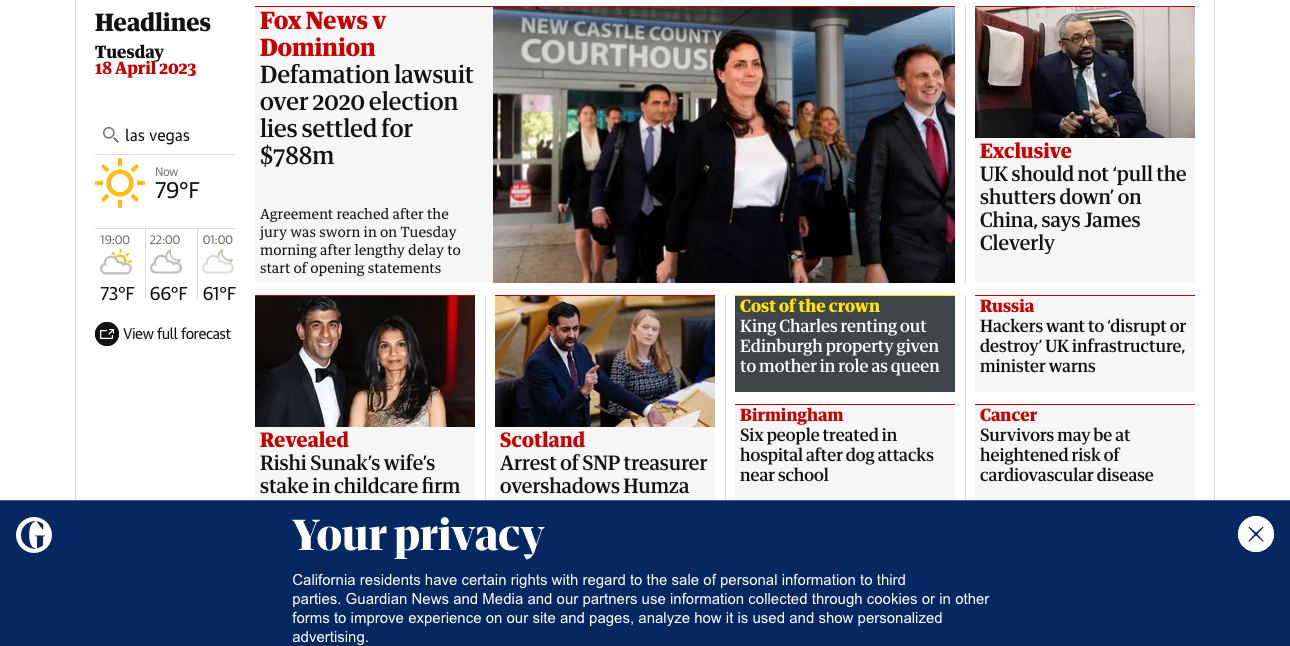 Headlines
Tuesday
18 April 2023
las vegas
Now
79°F
19:00
22:00
01:00
73°F
66°F
61°F
View full forecast
Fox News v
Dominion
Defamation lawsuit
over 2020 election
lies settled for
$788m
Agreement reached after the
jury was sworn in on Tuesday
morning after lengthy delay to
start of opening statements
NEW CASTLE COUNTY
COURTHOUSE
Exclusive
UK should not ‘pull the
shutters down’ on
China, says James
Cleverly
Revealed
Rishi Sunak’s wife’s
stake in childcare firm
Scotland
Arrest of SNP treasurer
overshadows Humza
Cost of the crown
King Charles renting out
Edinburgh property given
to mother in role as queen
Birmingham
Six people treated in
hospital after dog attacks
near school
Russia
Hackers want to ‘disrupt or
destroy’ UK infrastructure,
minister warns
Cancer
Survivors may be at
heightened risk of
cardiovascular disease
G
Your privacy
California residents have certain rights with regard to the sale of personal information to third
parties. Guardian News and Media and our partners use information collected through cookies or in other
forms to improve experience on our site and pages, analyze how it is used and show personalized
advertising.